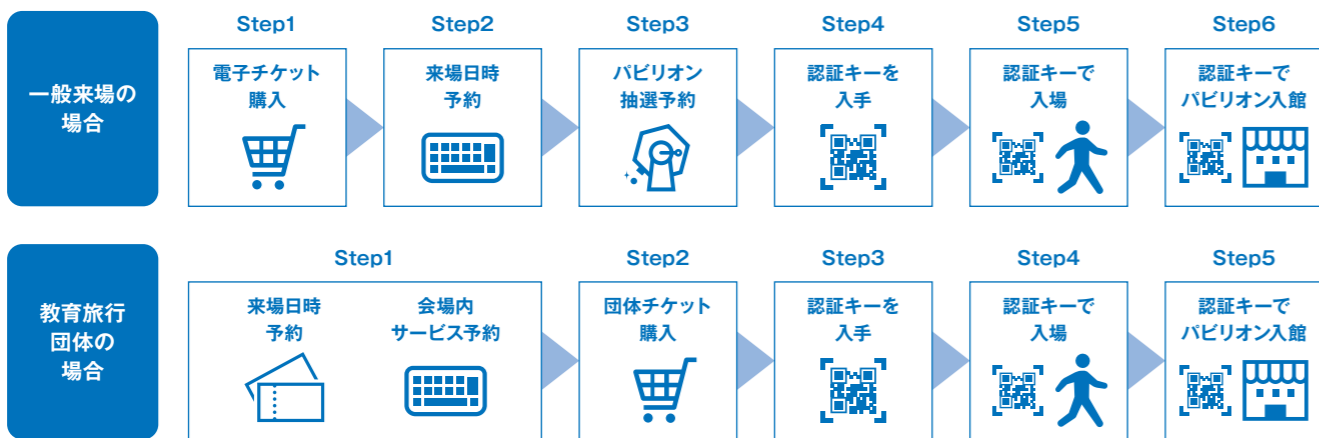 Step1
Step2
Step3
Step4
Step5
Step6
一般来場の
場合
電子チケット
購入
来場日時
予約
パビリオン
抽選予約
認証キーを
入手
認証キーで
入場
認証キーで
パビリオン入館
Step1
Step2
Step3
Step4
Step5
教育旅行
団体の
場合
来場日時
予約
会場内
サービス予約
団体チケット
購入
認証キーを
入手
認証キーで
入場
認証キーで
パビリオン入館